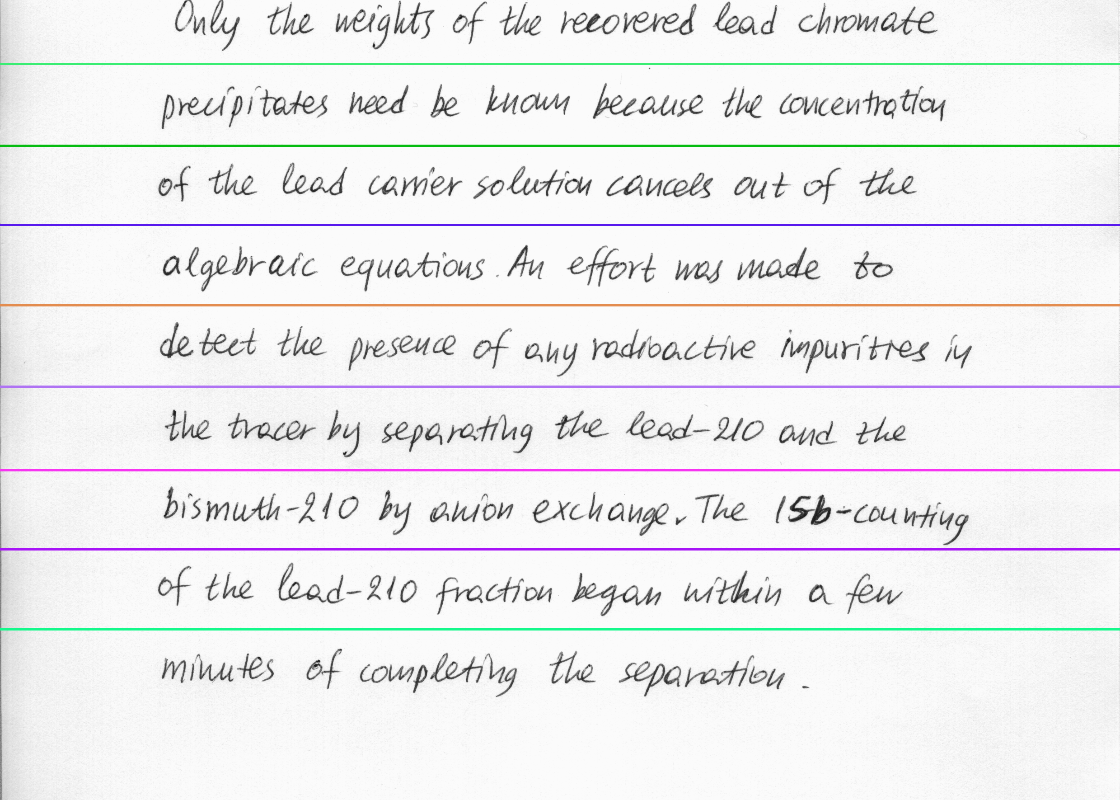 Only the weights of the recovered lead chromate
precipitates need be known because the concentration
of the lead carrier solution cancels out of the
algebraic equations. An effort was made to
detect the presence of any radioactive impurities in
the tracer by separating the lead-210 and the
bismuth-210 by anion exchange. The 15b-counting
of the lead-210 fraction began within a few
minutes of completing the separation.